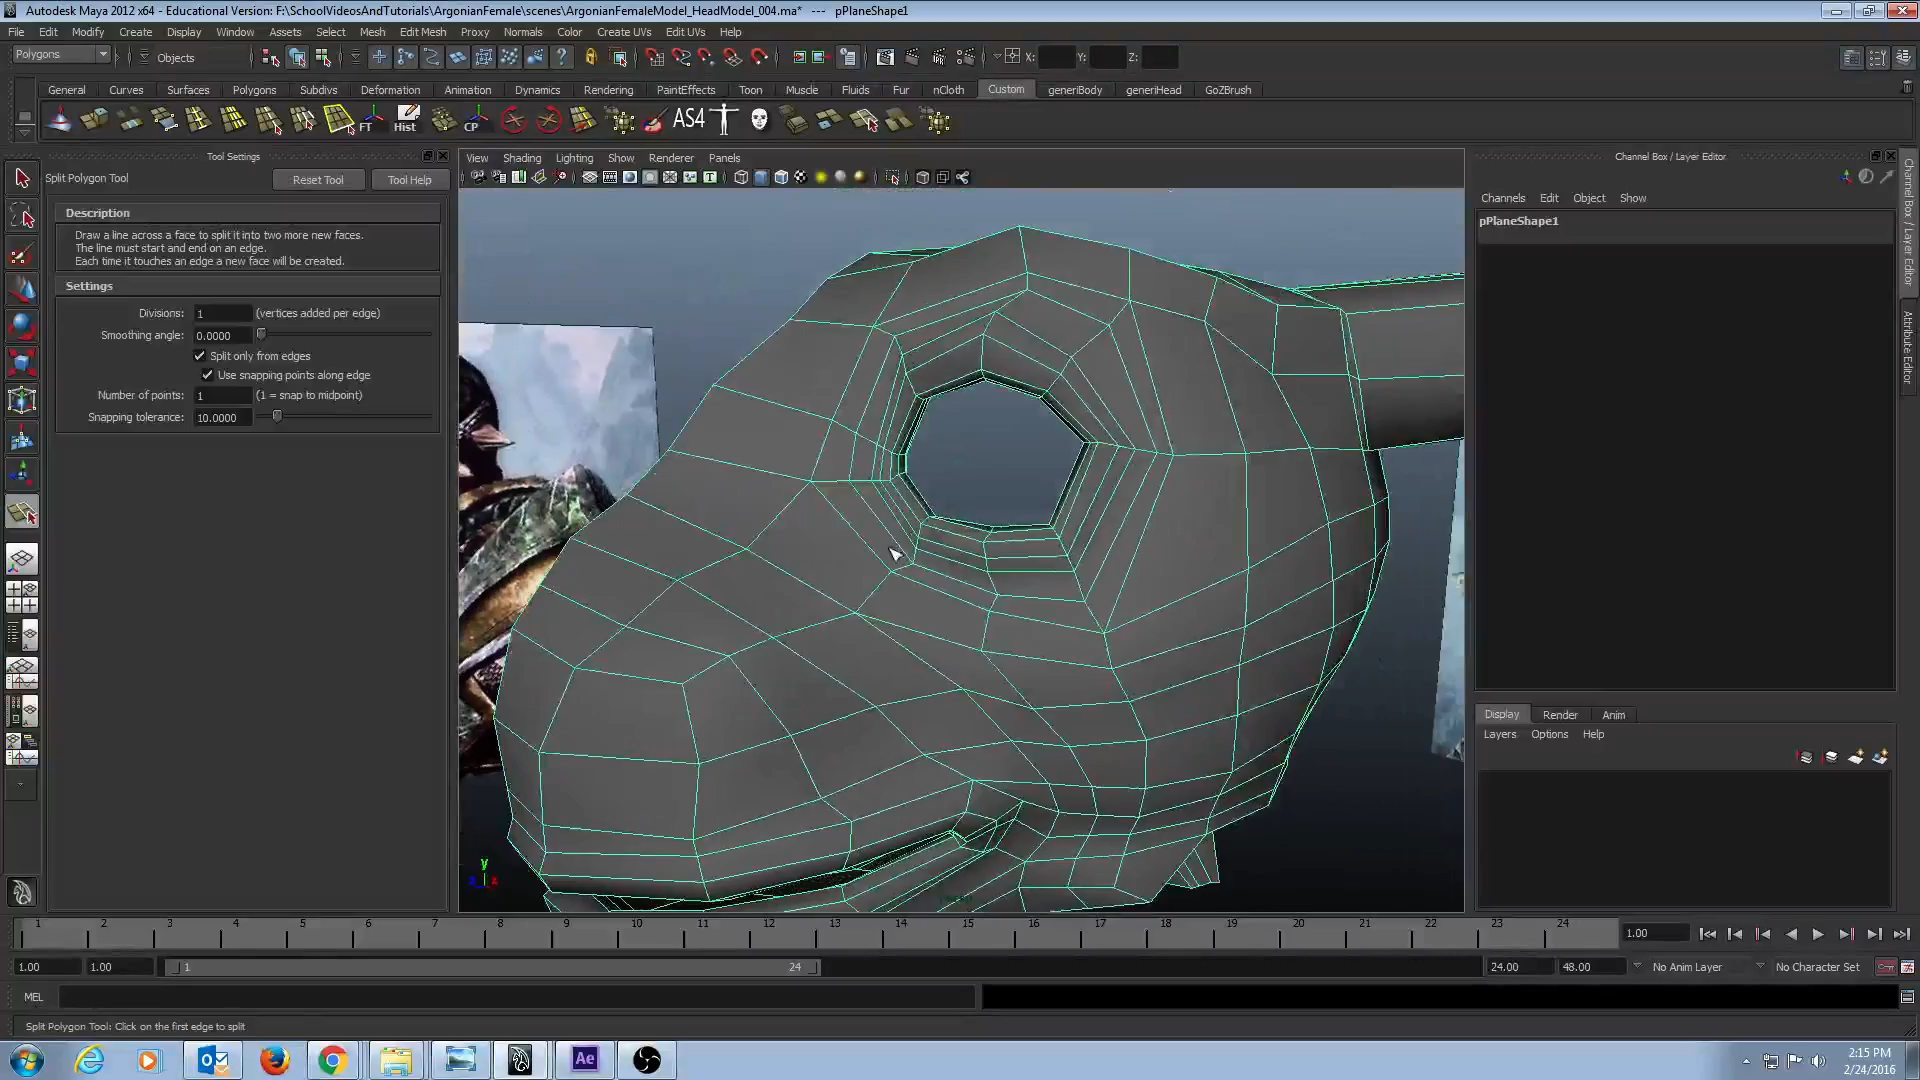 Autodesk Maya 2012 x64 - Educational Version: F:\SchoolVideosAndTutorials\ArgonianFemale\scenes\ArgonianFemaleModel_HeadModel_004.ma* --- pPlaneShape1
File Edit Modify Create Display Window Assets Select Mesh Edit Mesh Proxy Normals Color Create UVs Edit UVs Help
Polygons Objects X: Y: Z:
General Curves Surfaces Polygons Subdivs Deformation Animation Dynamics Rendering PaintEffects Toon Muscle Fluids Fur nCloth Custom generiBody generiHead GoZBrush
FT Hist CP AS4
Tool Settings
Split Polygon Tool Reset Tool Tool Help
Description
Draw a line across a face to split it into two more new faces.
The line must start and end on an edge.
Each time it touches an edge a new face will be created.
Settings
Divisions: 1 (vertices added per edge)
Smoothing angle: 0.0000
Split only from edges
Use snapping points along edge
Number of points: 1 (1 = snap to midpoint)
Snapping tolerance: 10.0000
View Shading Lighting Show Renderer Panels
y
z
Channel Box / Layer Editor
Channels Edit Object Show
pPlaneShape1
Channel Box / Layer Editor
Attribute Editor
Display Render Anim
Layers Options Help
1 2 3 4 5 6 7 8 9 10 11 12 13 14 15 16 17 18 19 20 21 22 23 24 1.00
1.00 1.00 1 24 24.00 48.00 No Anim Layer No Character Set
MEL
Split Polygon Tool: Click on the first edge to split
Ae
2:15 PM
2/24/2016